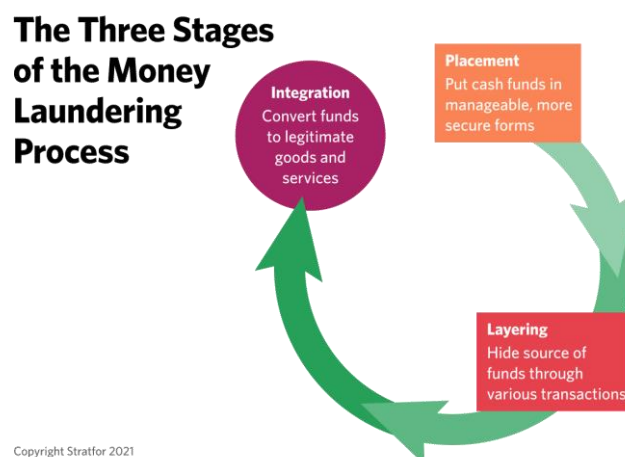 The Three Stages
of the Money
Laundering
Process
Placement
Put cash funds in
manageable, more
secure forms
Integration
Convert funds
to legitimate
goods and
services
Layering
Hide source of
funds through
various transactions
Copyright Stratfor 2021